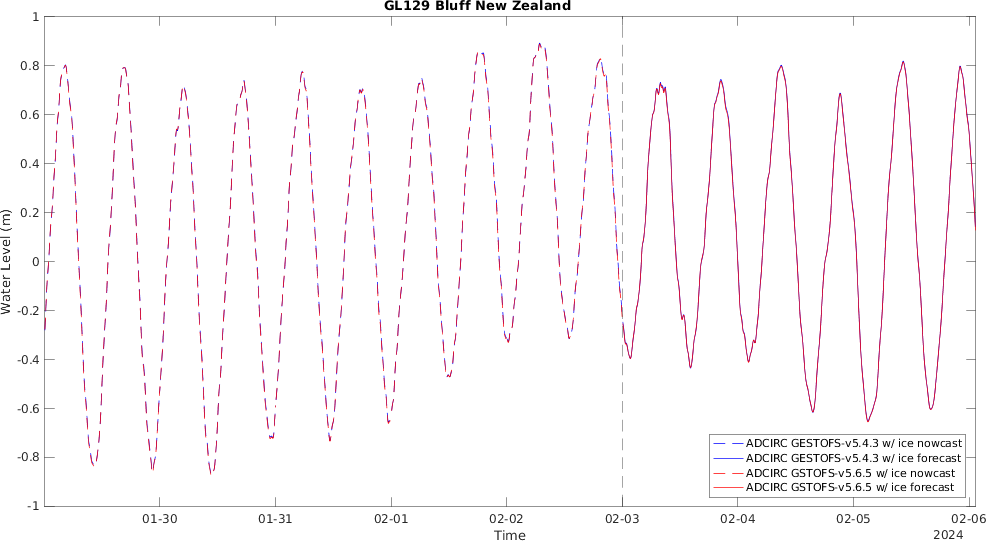 GL129 Bluff New Zealand
1
0.8
0.6
0.4
0.2
0
-0.2
-0.4
-0.6
-0.8
-1
Water Level (m)
ADCIRC GESTOFS-v5.4.3 w/ ice nowcast
ADCIRC GESTOFS-v5.4.3 w/ ice forecast
ADCIRC GSTOFS-v5.6.5 w/ ice nowcast
ADCIRC GSTOFS-v5.6.5 w/ ice forecast
01-30 01-31 02-01 02-02 02-03 02-04 02-05 02-06
Time
2024